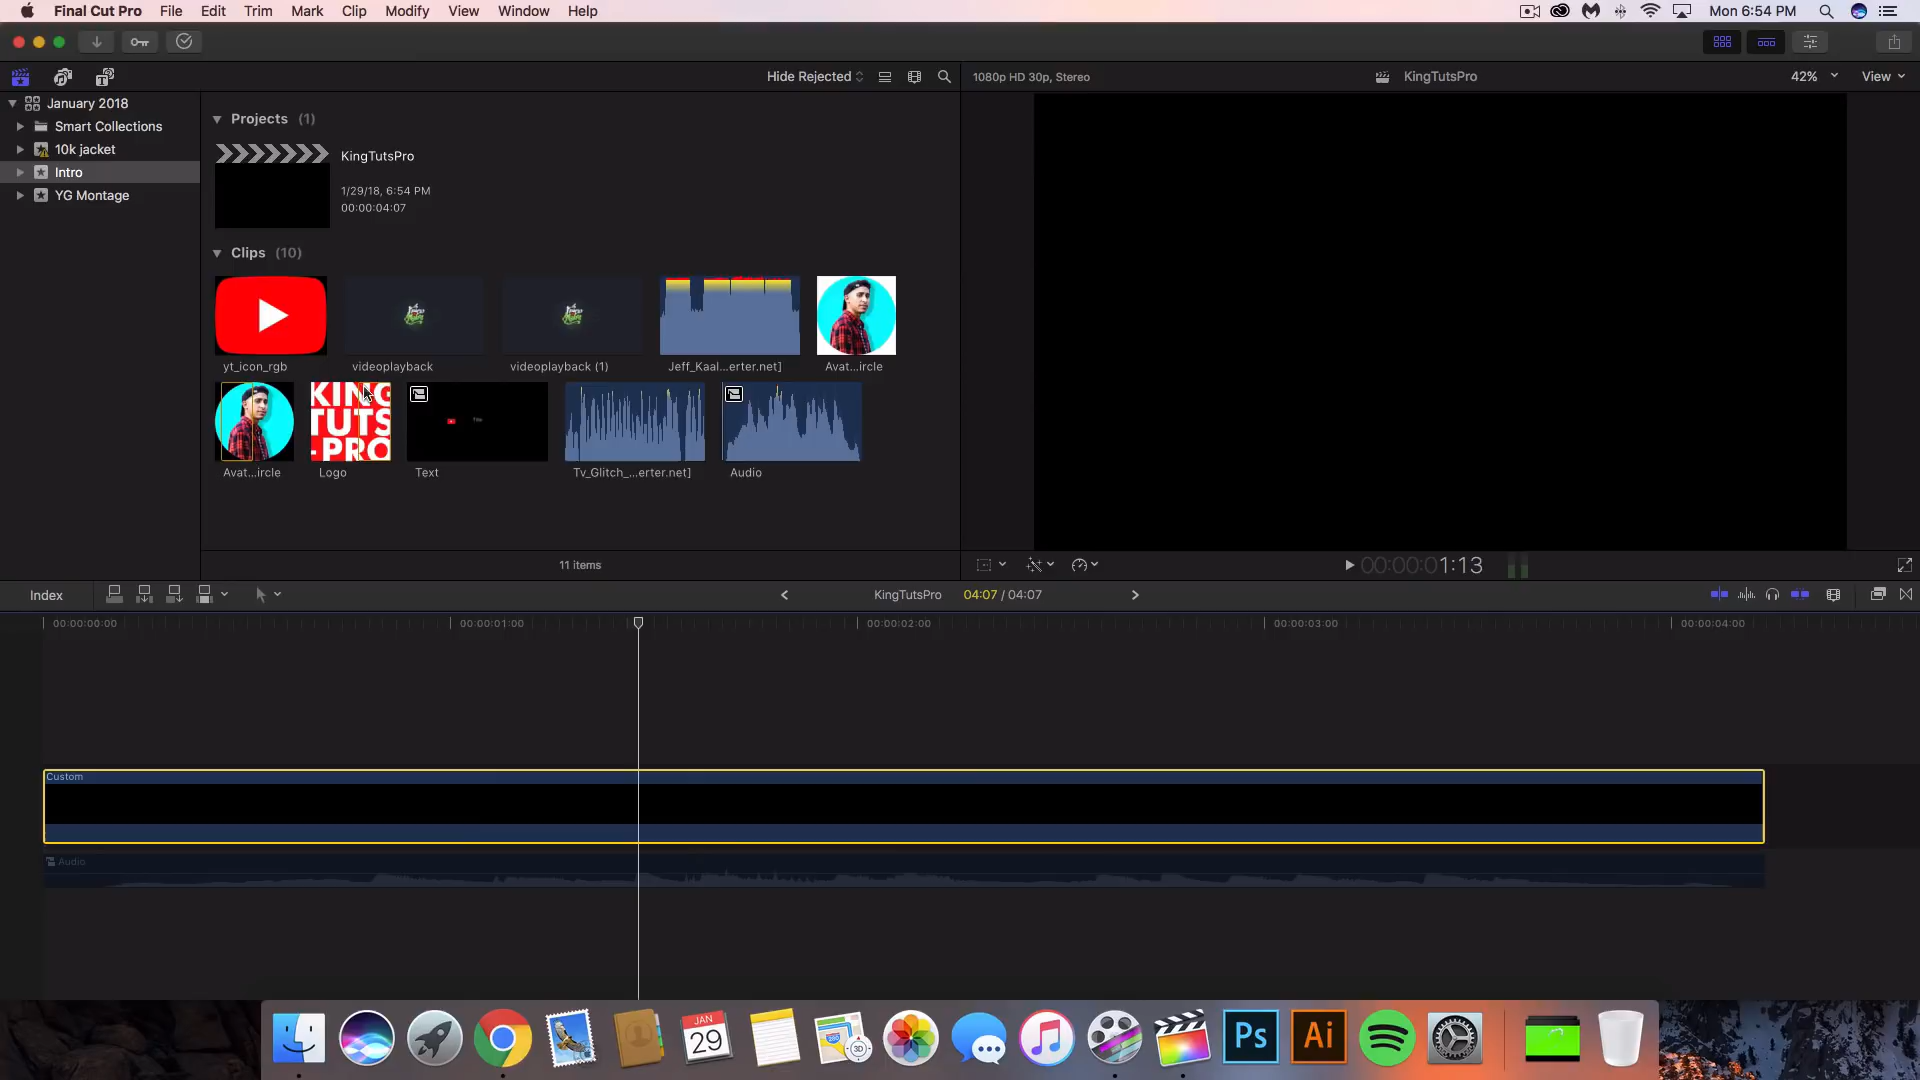 Final Cut Pro File Edit Trim Mark Clip Modify View Window Help
Mon 6:54 PM
Hide Rejected
1080p HD 30p, Stereo
KingTutsPro
42%
View
January 2018
Smart Collections
10k jacket
Intro
YG Montage
Projects (1)
KingTutsPro
1/29/18, 6:54 PM
00:00:04:07
Clips (10)
yt_icon_rgb
videoplayback
videoplayback (1)
Jeff_Kaal...erter.net]
Avat...ircle
KING
TUTS
-PRO
Avat...ircle
Logo
Text
Tv_Glitch_...erter.net]
Audio
11 items
00:00:01:13
Index
KingTutsPro
04:07 / 04:07
00:00:00:00
00:00:01:00
00:00:02:00
00:00:03:00
00:00:04:00
Custom
Audio
JAN
29
280
3D
Ps
Ai